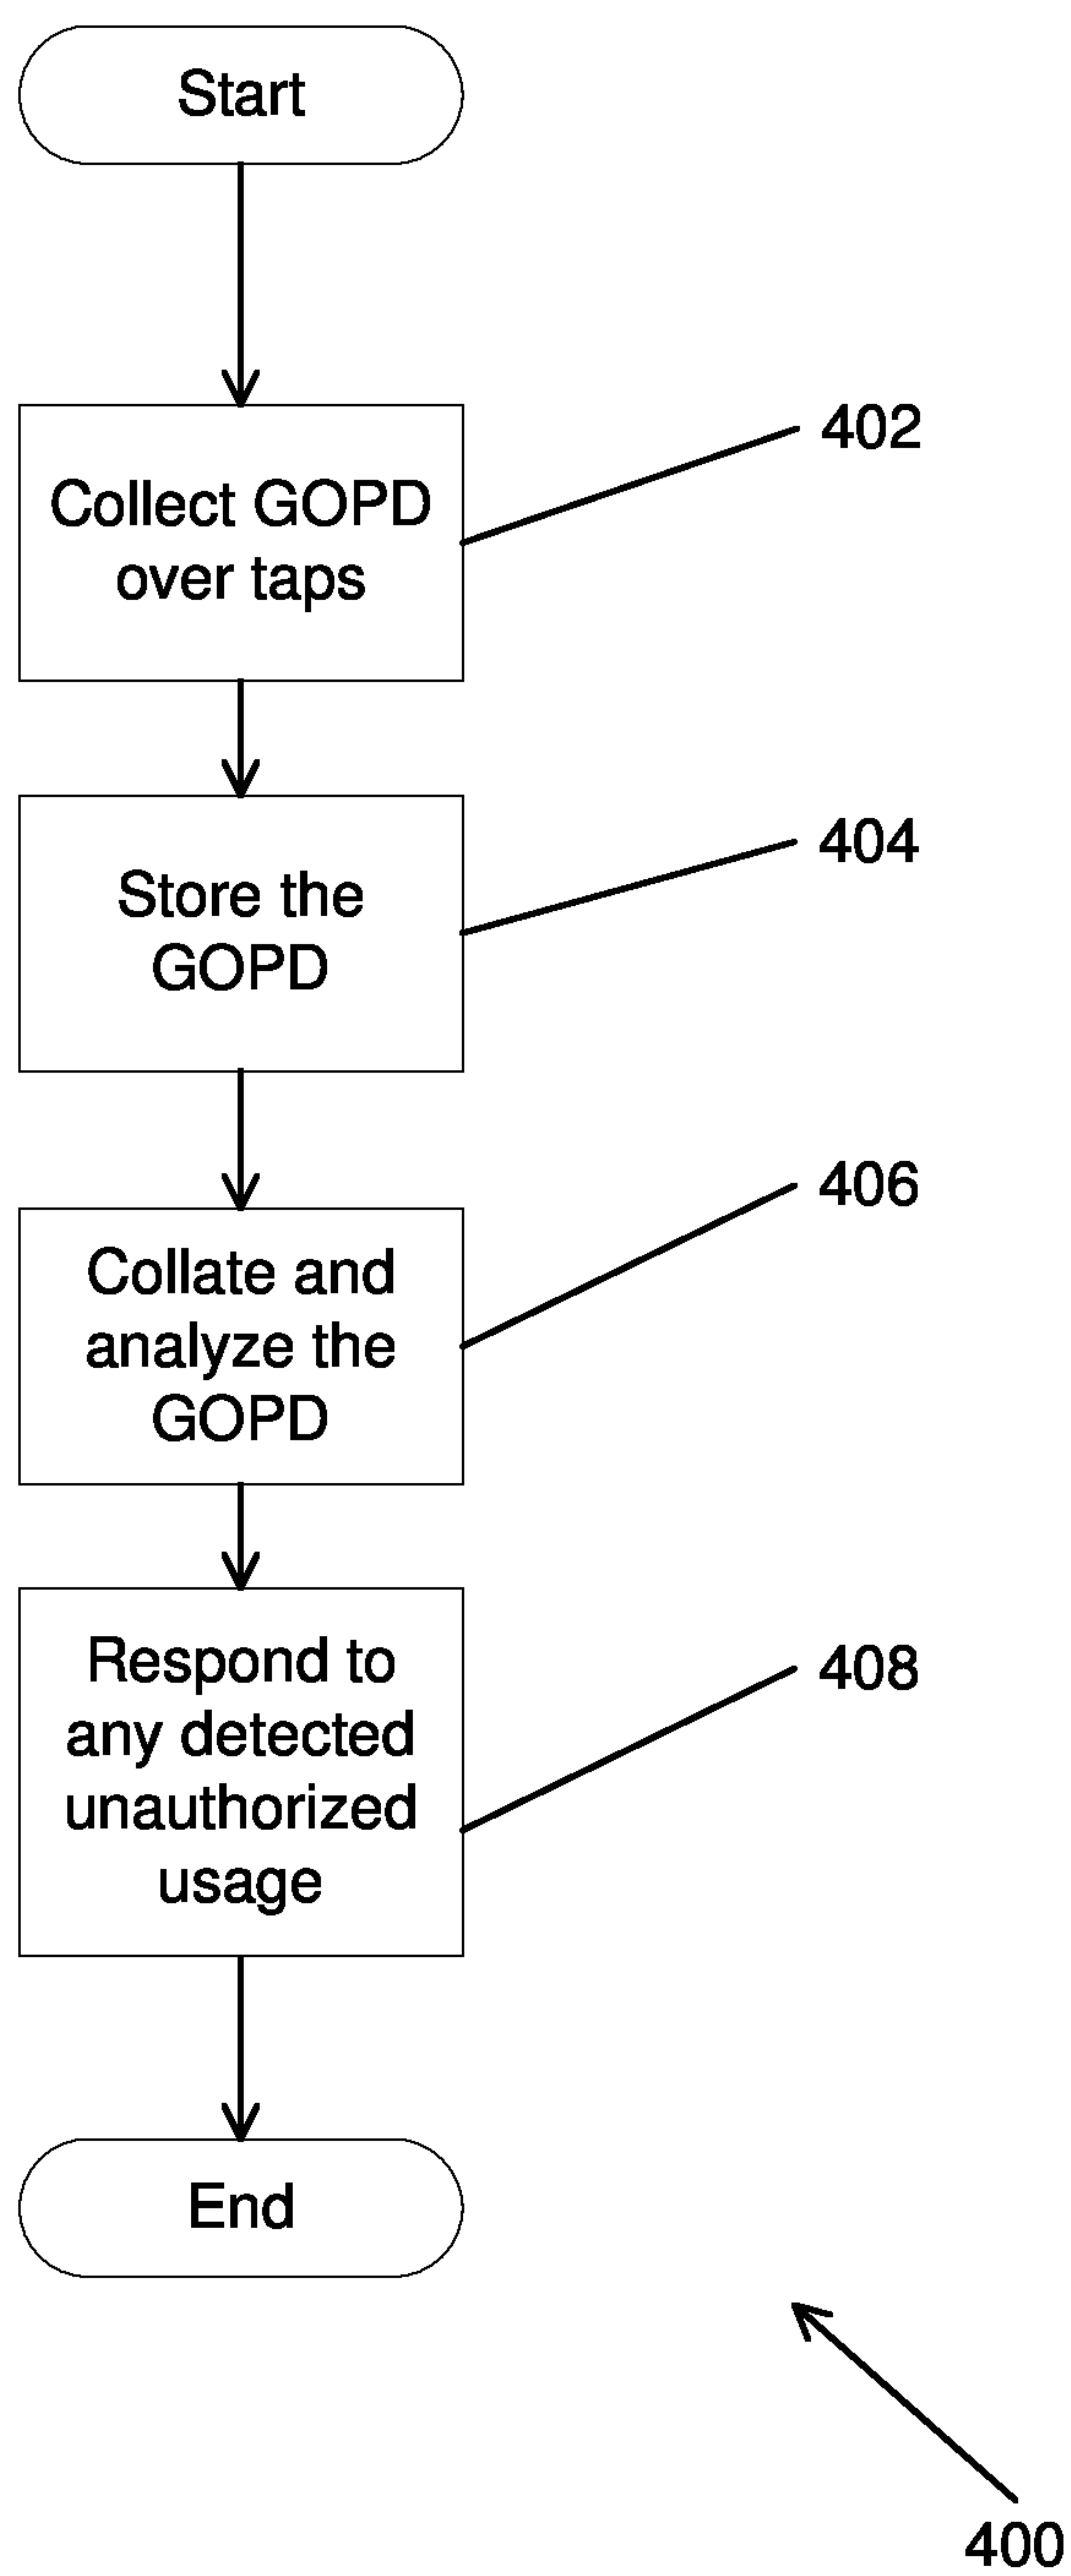 Start
402
Collect GOPD
over taps
404
Store the
GOPD
406
Collate and
analyze the
GOPD
408
Respond to
any detected
unauthorized
usage
End
400